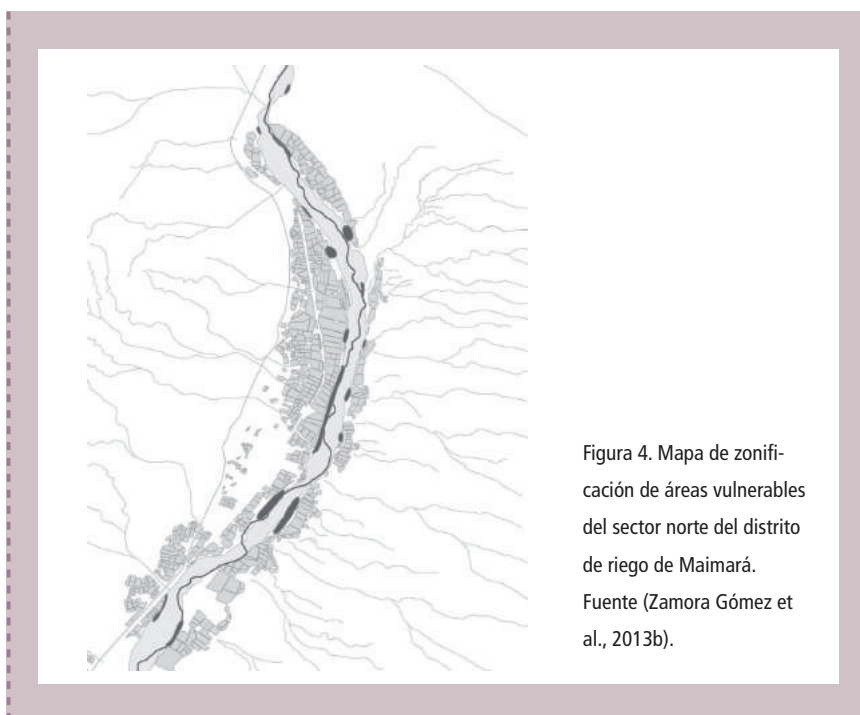 Figura 4. Mapa de zonifi-
cación de áreas vulnerables
del sector norte del distrito
de riego de Maimará.
Fuente (Zamora Gómez et
al., 2013b).